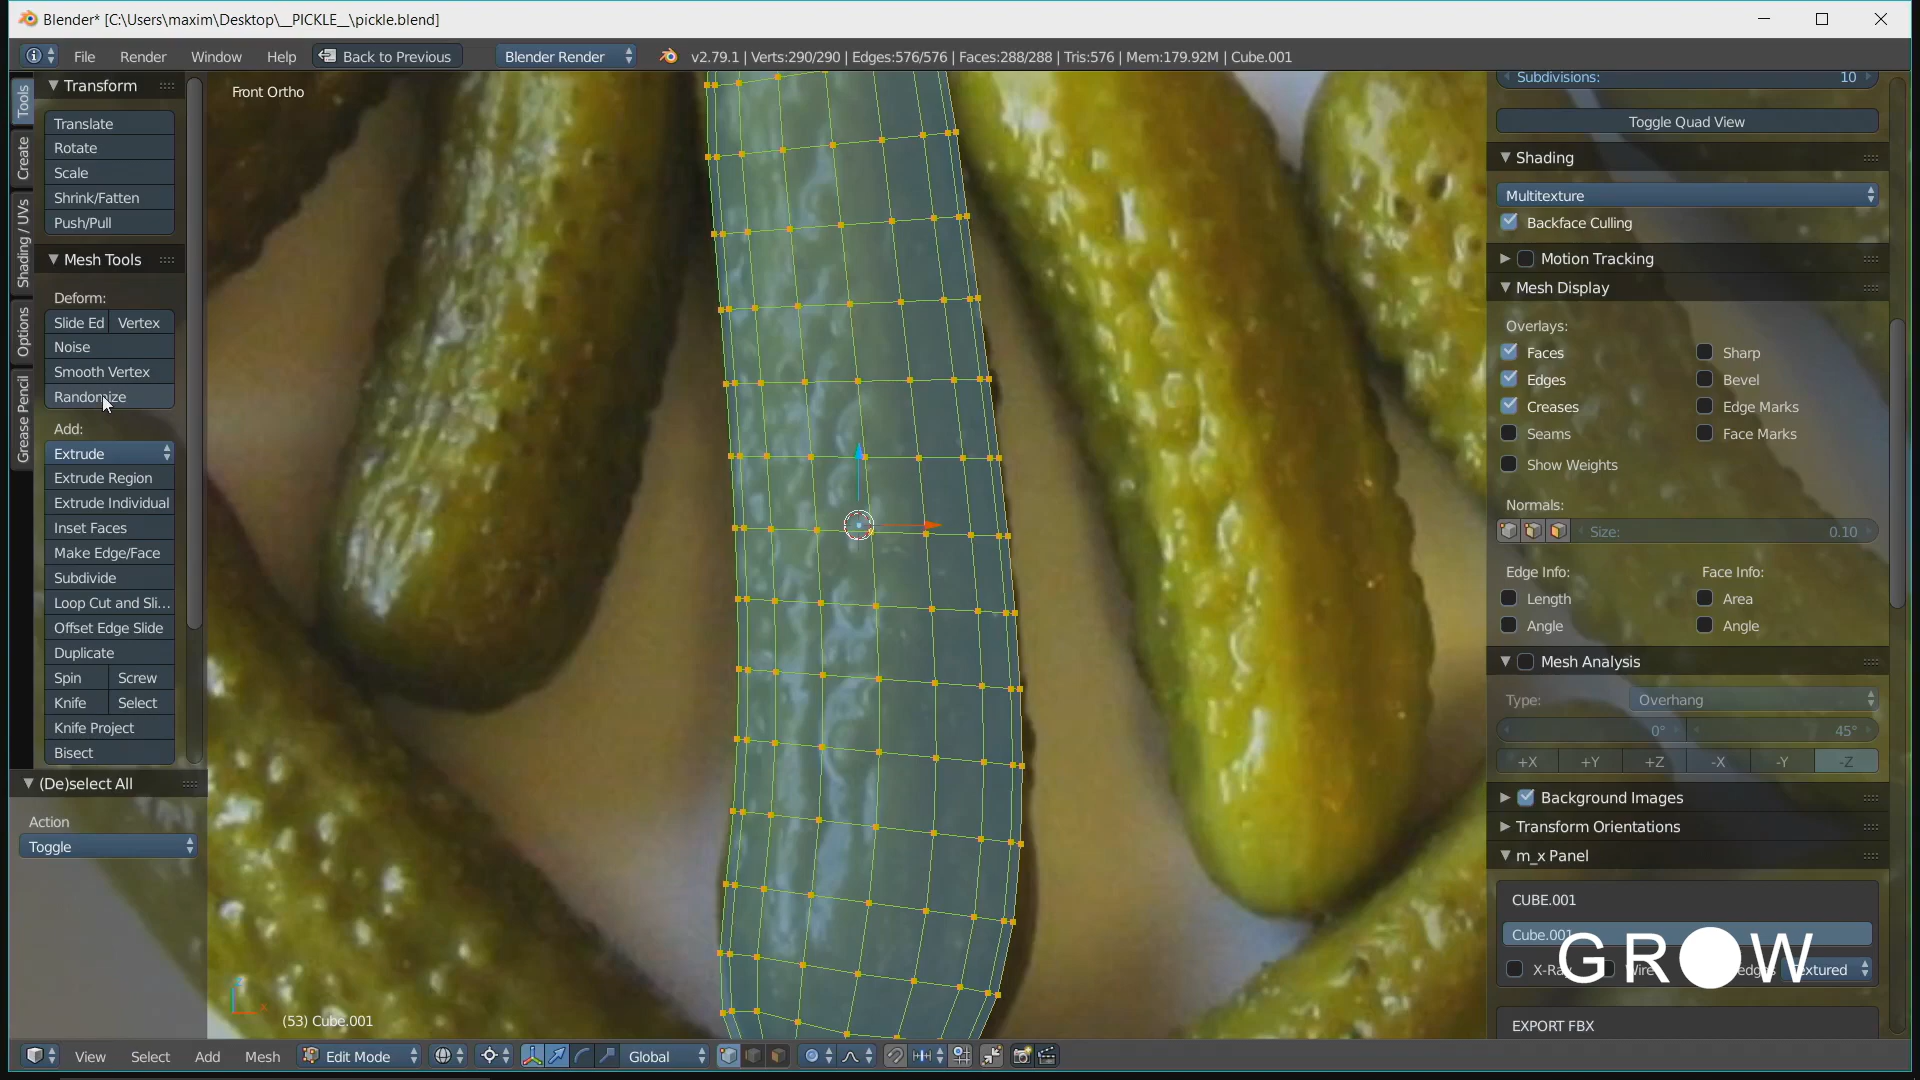 Blender* [C:\Users\maxim\Desktop\__PICKLE__\pickle.blend]
File Render Window Help Back to Previous Blender Render v2.79.1 | Verts:290/290 | Edges:576/576 | Faces:288/288 | Tris:576 | Mem:179.92M | Cube.001
Tools
Create
Shading / UVs
Options
Grease Pencil
Transform
Translate
Rotate
Scale
Shrink/Fatten
Push/Pull
Mesh Tools
Deform:
Slide Ed Vertex
Noise
Smooth Vertex
Randomize
Add:
Extrude
Extrude Region
Extrude Individual
Inset Faces
Make Edge/Face
Subdivide
Loop Cut and Sli...
Offset Edge Slide
Duplicate
Spin Screw
Knife Select
Knife Project
Bisect
(De)select All
Action
Toggle
Front Ortho
(53) Cube.001
Subdivisions: 10
Toggle Quad View
Shading
Multitexture
Backface Culling
Motion Tracking
Mesh Display
Overlays:
Faces Sharp
Edges Bevel
Creases Edge Marks
Seams Face Marks
Show Weights
Normals:
Size: 0.10
Edge Info: Face Info:
Length Area
Angle Angle
Mesh Analysis
Type: Overhang
0° 45°
+X +Y +Z -X -Y -Z
Background Images
Transform Orientations
m_x Panel
CUBE.001
Cube.001
GROW
X-Ray Wire Textured
EXPORT FBX
View Select Add Mesh Edit Mode Global